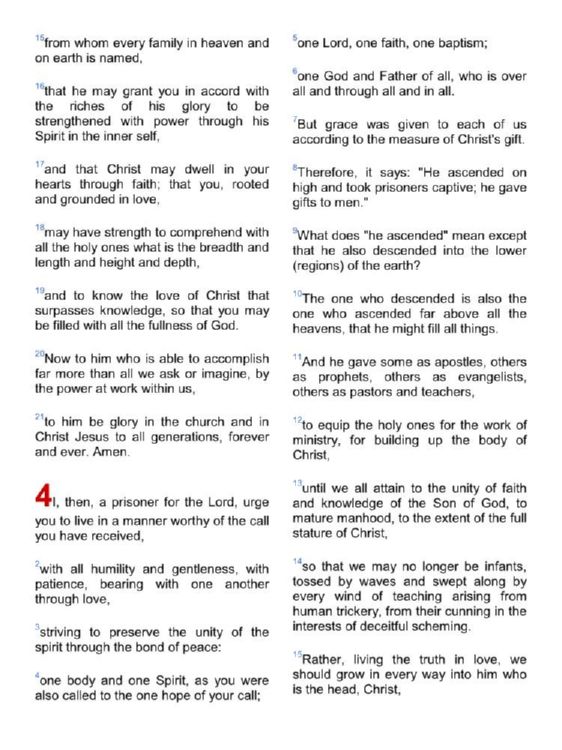 15from whom every family in heaven and
on earth is named,
16that he may grant you in accord with
the riches of his glory to be
strengthened with power through his
Spirit in the inner self,
17and that Christ may dwell in your
hearts through faith; that you, rooted
and grounded in love,
18may have strength to comprehend with
all the holy ones what is the breadth and
length and height and depth,
19and to know the love of Christ that
surpasses knowledge, so that you may
be filled with all the fullness of God.
20Now to him who is able to accomplish
far more than all we ask or imagine, by
the power at work within us,
21to him be glory in the church and in
Christ Jesus to all generations, forever
and ever. Amen.
4I, then, a prisoner for the Lord, urge
you to live in a manner worthy of the call
you have received,
2with all humility and gentleness, with
patience, bearing with one another
through love,
3striving to preserve the unity of the
spirit through the bond of peace:
4one body and one Spirit, as you were
also called to the one hope of your call;
5one Lord, one faith, one baptism;
6one God and Father of all, who is over
all and through all and in all.
7But grace was given to each of us
according to the measure of Christ's gift.
8Therefore, it says: "He ascended on
high and took prisoners captive; he gave
gifts to men."
9What does "he ascended" mean except
that he also descended into the lower
(regions) of the earth?
10The one who descended is also the
one who ascended far above all the
heavens, that he might fill all things.
11And he gave some as apostles, others
as prophets, others as evangelists,
others as pastors and teachers,
12to equip the holy ones for the work of
ministry, for building up the body of
Christ,
13until we all attain to the unity of faith
and knowledge of the Son of God, to
mature manhood, to the extent of the full
stature of Christ,
14so that we may no longer be infants,
tossed by waves and swept along by
every wind of teaching arising from
human trickery, from their cunning in the
interests of deceitful scheming.
15Rather, living the truth in love, we
should grow in every way into him who
is the head, Christ,